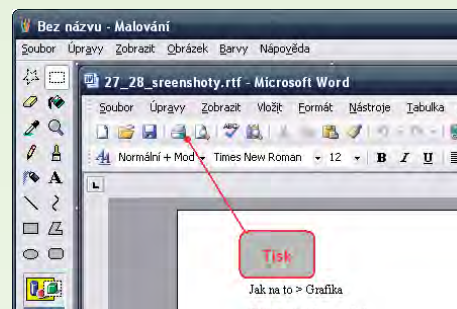 Bez názvu - Malování
Soubor Úpravy Zobrazit Obrázek Barvy Nápověda
27_28_sreenshoty.rtf - Microsoft Word
Soubor Úpravy Zobrazit Vložit Formát Nástroje Tabulka
Normální + Mod Times New Roman 12 B I U
A
L
Tisk
Jak na to > Grafika